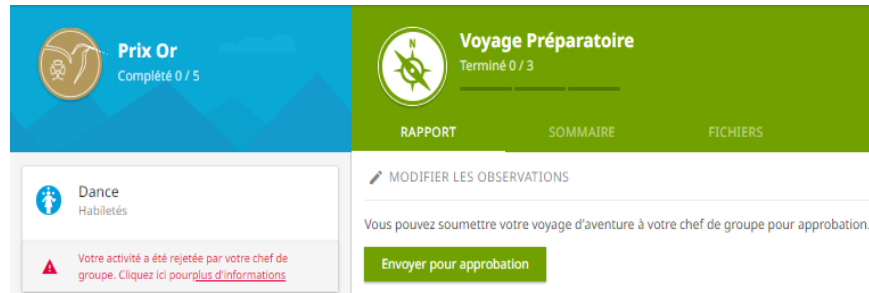 Prix Or
Complété 0 / 5
Dance
Habiletés
Votre activité a été rejetée par votre chef de
groupe. Cliquez ici pourplus d'informations
N
Voyage Préparatoire
Terminé 0 / 3
RAPPORT SOMMAIRE FICHIERS
MODIFIER LES OBSERVATIONS
Vous pouvez soumettre votre voyage d'aventure à votre chef de groupe pour approbation.
Envoyer pour approbation